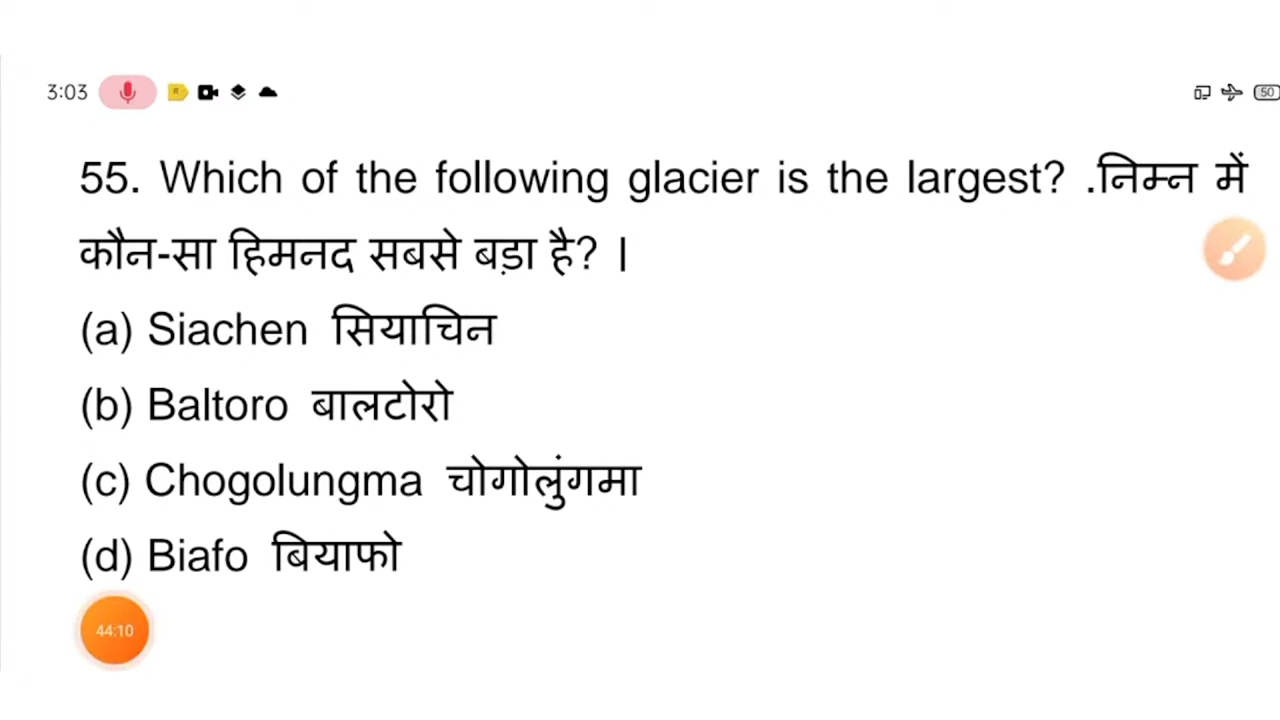 3:03 R 50
55. Which of the following glacier is the largest? .निम्न में
कौन-सा हिमनद सबसे बड़ा है? ।
(a) Siachen सियाचिन
(b) Baltoro बालटोरो
(c) Chogolungma चोगोलुंगमा
(d) Biafo बियाफो
44:10